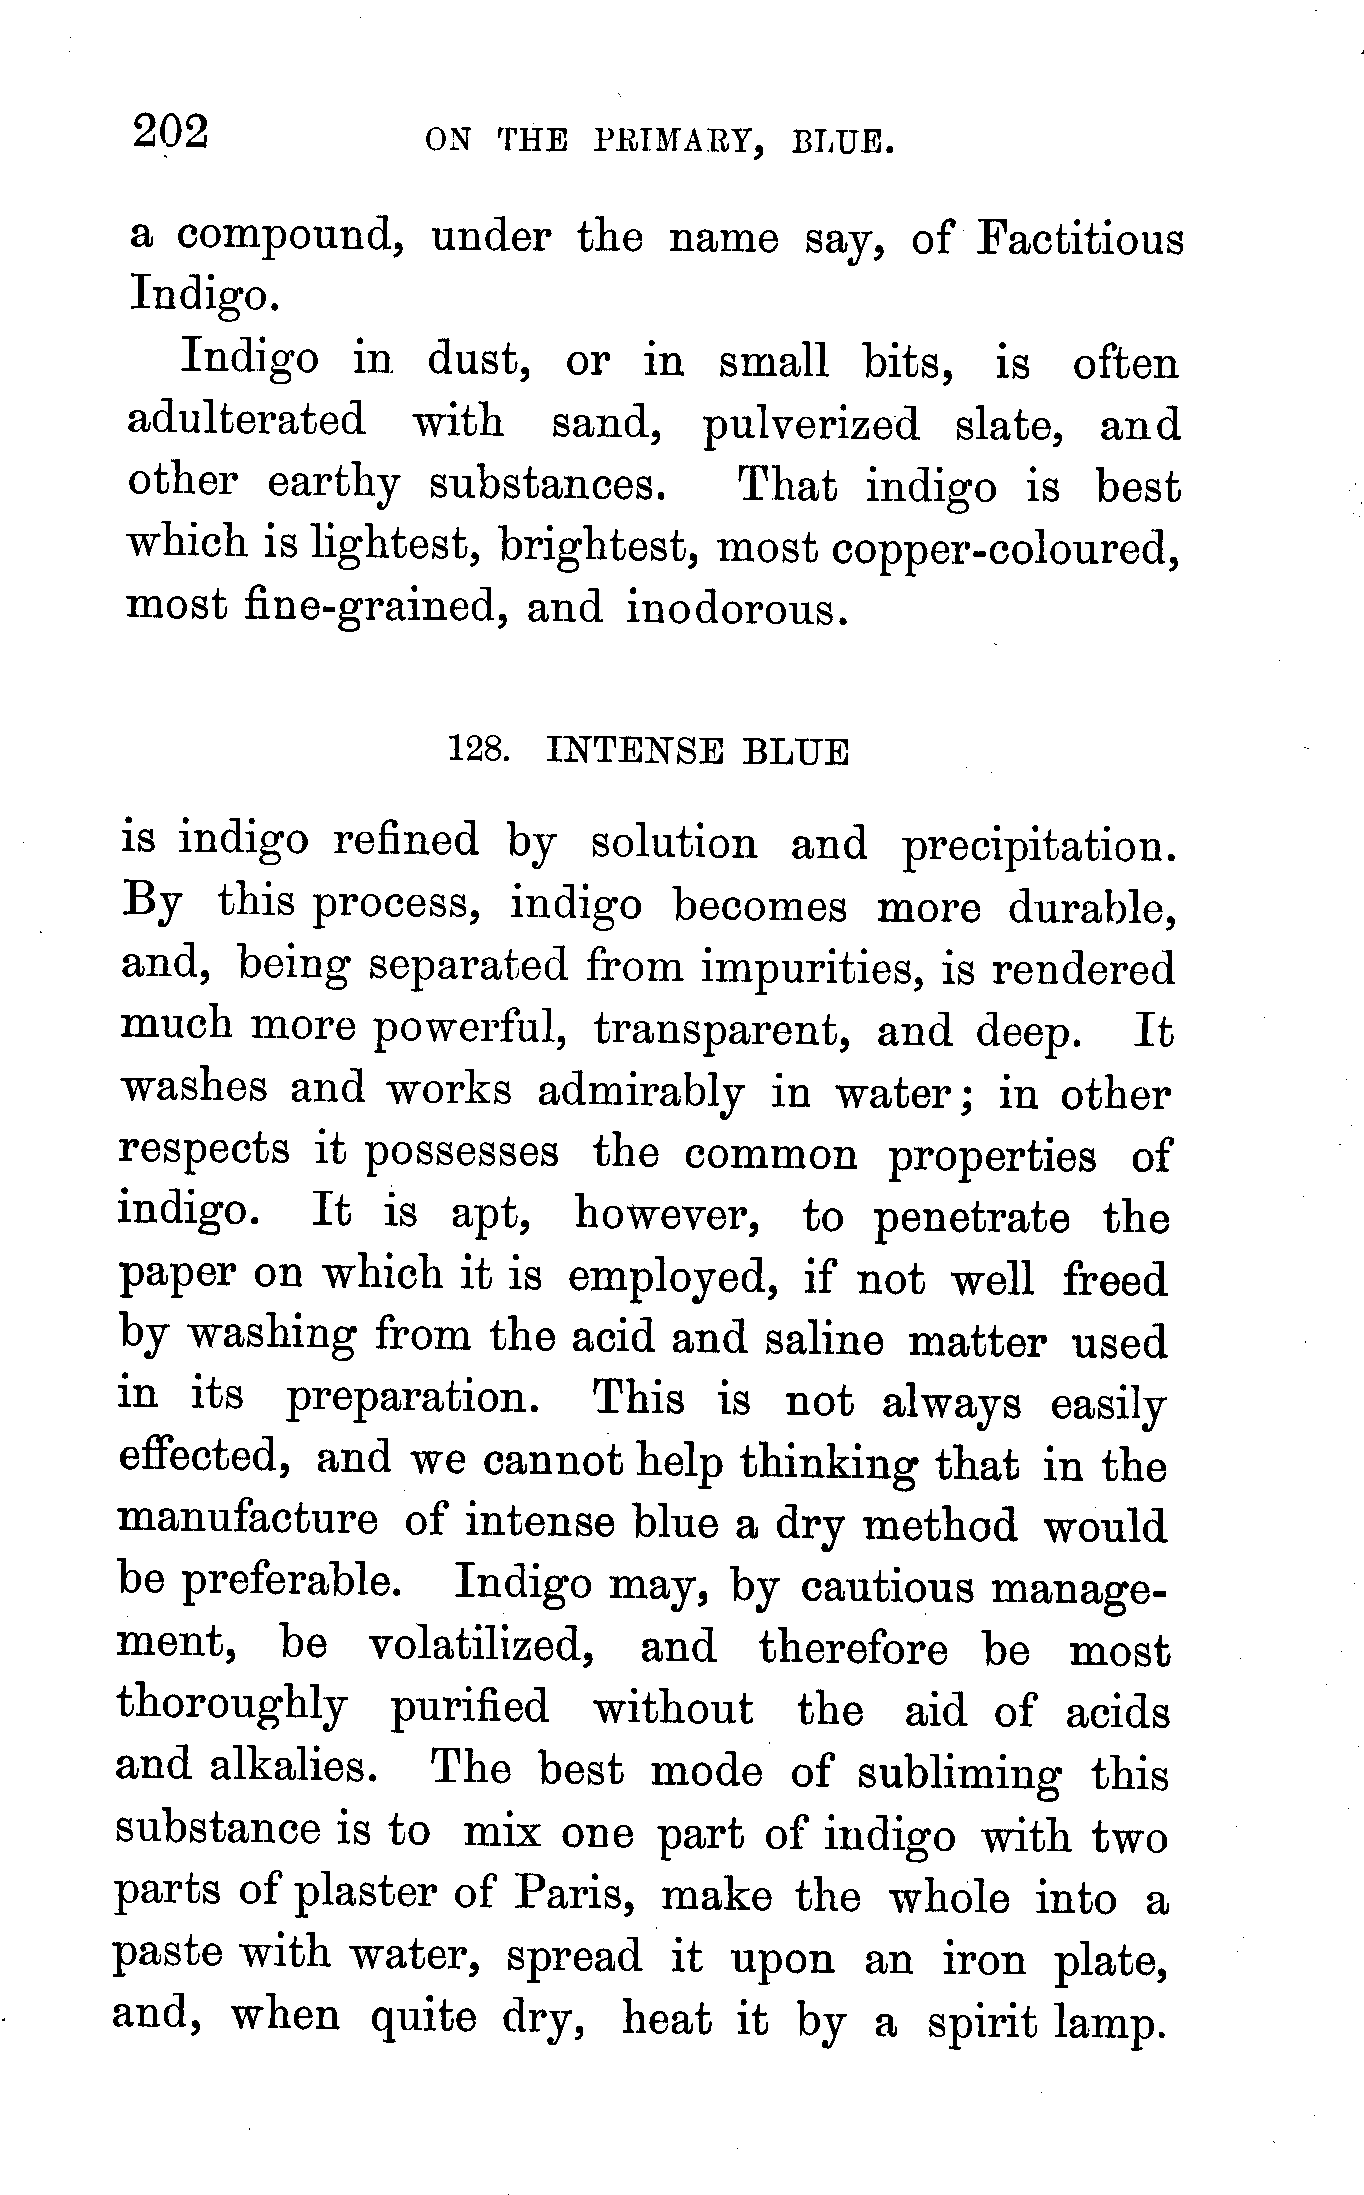 202 ON THE PRIMARY, BLUE.
a compound, under the name say, of Factitious
Indigo.
Indigo in dust, or in small bits, is often
adulterated with sand, pulverized slate, and
other earthy substances. That indigo is best
which is lightest, brightest, most copper-coloured,
most fine-grained, and inodorous.
128. INTENSE BLUE
is indigo refined by solution and precipitation.
By this process, indigo becomes more durable,
and, being separated from impurities, is rendered
much more powerful, transparent, and deep. It
washes and works admirably in water; in other
respects it possesses the common properties of
indigo. It is apt, however, to penetrate the
paper on which it is employed, if not well freed
by washing from the acid and saline matter used
in its preparation. This is not always easily
effected, and we cannot help thinking that in the
manufacture of intense blue a dry method would
be preferable. Indigo may, by cautious manage-
ment, be volatilized, and therefore be most
thoroughly purified without the aid of acids
and alkalies. The best mode of subliming this
substance is to mix one part of indigo with two
parts of plaster of Paris, make the whole into a
paste with water, spread it upon an iron plate,
and, when quite dry, heat it by a spirit lamp.